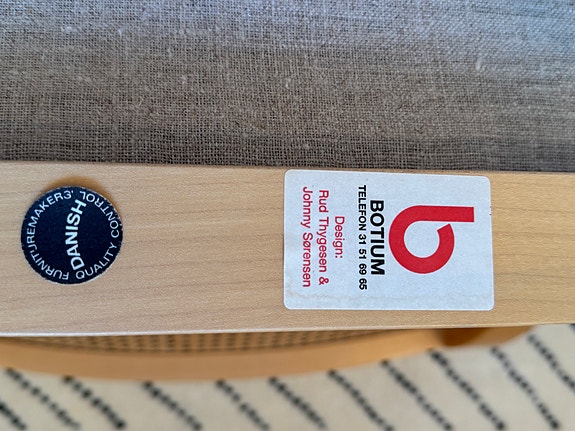 DANISH
FURNITUREMAKERS'
QUALITY
CONTROL
b
BOTIUM
TELEFON 31 51 69 65
Design:
Rud Thygesen &
Johnny Sørensen